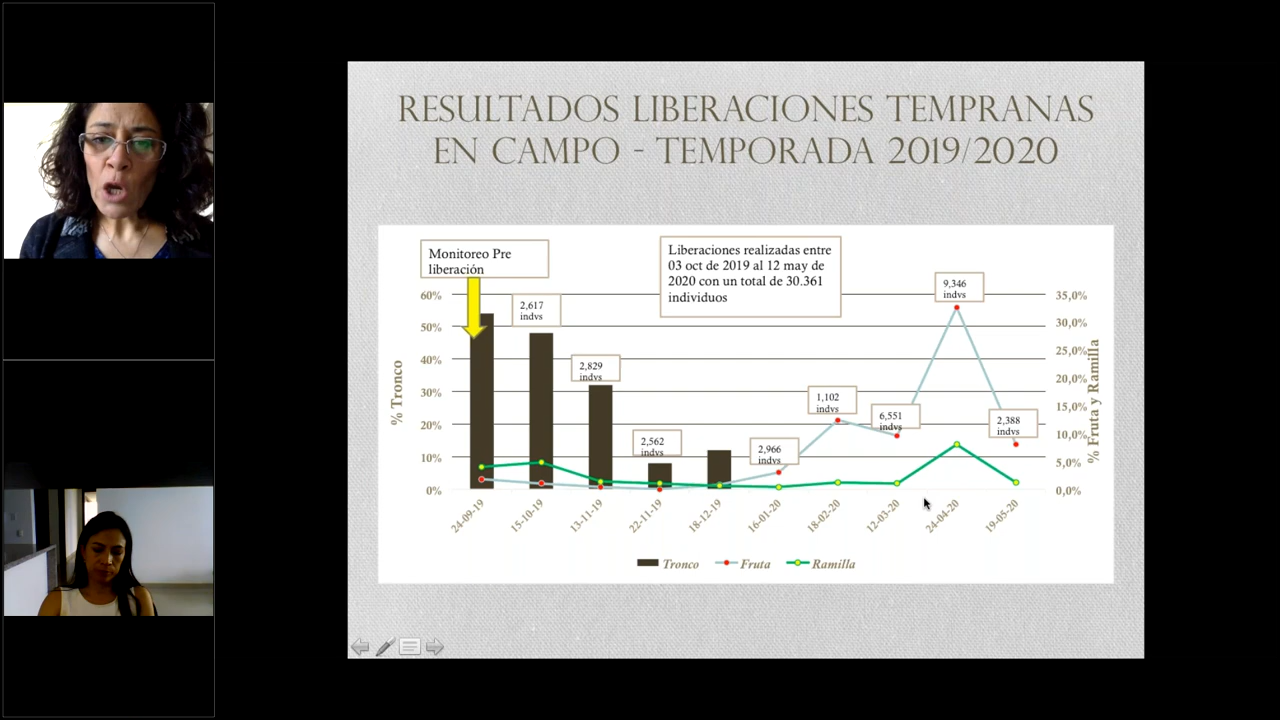 RESULTADOS LIBERACIONES TEMPRANAS
EN CAMPO - TEMPORADA 2019/2020
Monitoreo Pre
liberación
Liberaciones realizadas entre
03 oct de 2019 al 12 may de
2020 con un total de 30.361
individuos
2,617
indvs
2,829
indvs
2,562
indvs
2,966
indvs
1,102
indvs
6,551
indvs
9,346
indvs
2,388
indvs
% Tronco
60%
50%
40%
30%
20%
10%
0%
35,0%
30,0%
25,0%
20,0%
15,0%
10,0%
5,0%
0,0%
% Fruta y Ramilla
24-09-19
15-10-19
13-11-19
22-11-19
18-12-19
16-01-20
18-02-20
12-03-20
24-04-20
19-05-20
Tronco
Fruta
Ramilla